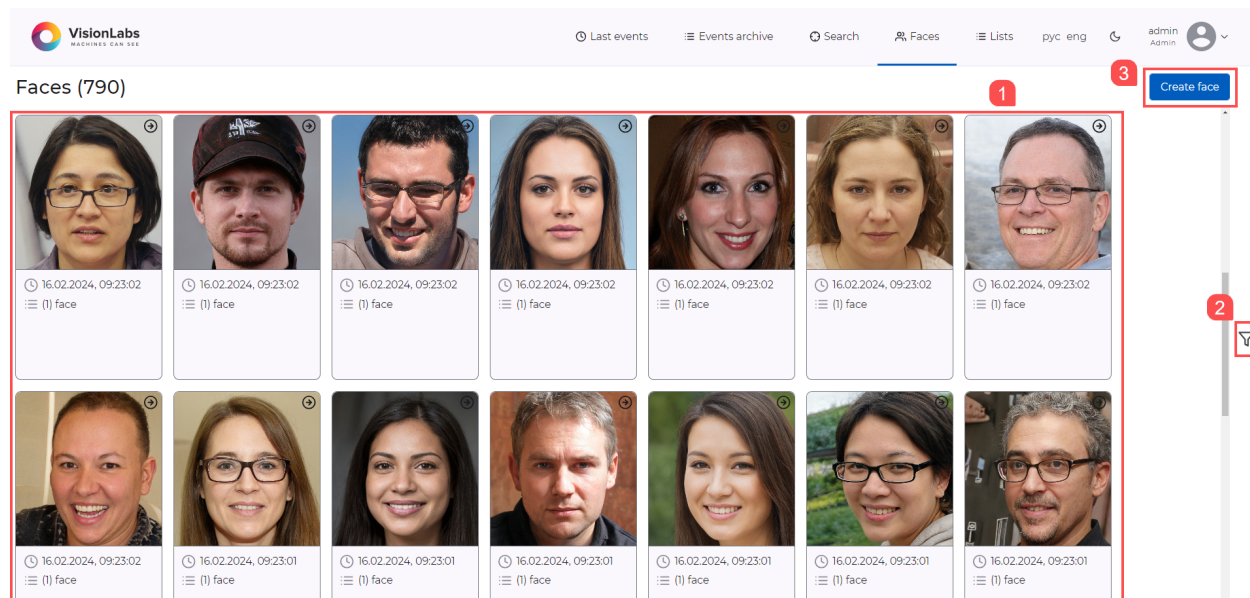 VisionLabs
MACHINES CAN SEE
Last events
Events archive
Search
Faces
Lists
рус eng
admin
Admin
Faces (790)
3
Create face
1
16.02.2024, 09:23:02
16.02.2024, 09:23:02
16.02.2024, 09:23:02
16.02.2024, 09:23:02
16.02.2024, 09:23:02
16.02.2024, 09:23:02
16.02.2024, 09:23:02
(1) face
(1) face
(1) face
(1) face
(1) face
(1) face
(1) face
2
16.02.2024, 09:23:02
16.02.2024, 09:23:01
16.02.2024, 09:23:01
16.02.2024, 09:23:01
16.02.2024, 09:23:01
16.02.2024, 09:23:01
16.02.2024, 09:23:01
(1) face
(1) face
(1) face
(1) face
(1) face
(1) face
(1) face